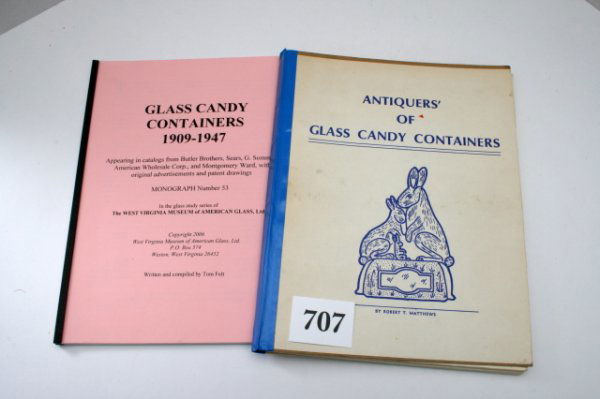 GLASS CANDY
CONTAINERS
1909-1947
Appearing in catalogs from Butler Brothers, Sears, G. Somm
American Wholesale Corp., and Montgomery Ward, with
original advertisements and patent drawings
MONOGRAPH Number 53
In the glass study series of
The WEST VIRGINIA MUSEUM of AMERICAN GLASS, Ltd.
Copyright 2006
West Virginia Museum of American Glass, Ltd.
P.O. Box 574
Weston, West Virginia 26452
Written and compiled by Tom Felt
ANTIQUERS'
OF
GLASS CANDY CONTAINERS
BY ROBERT T. MATTHEWS
707